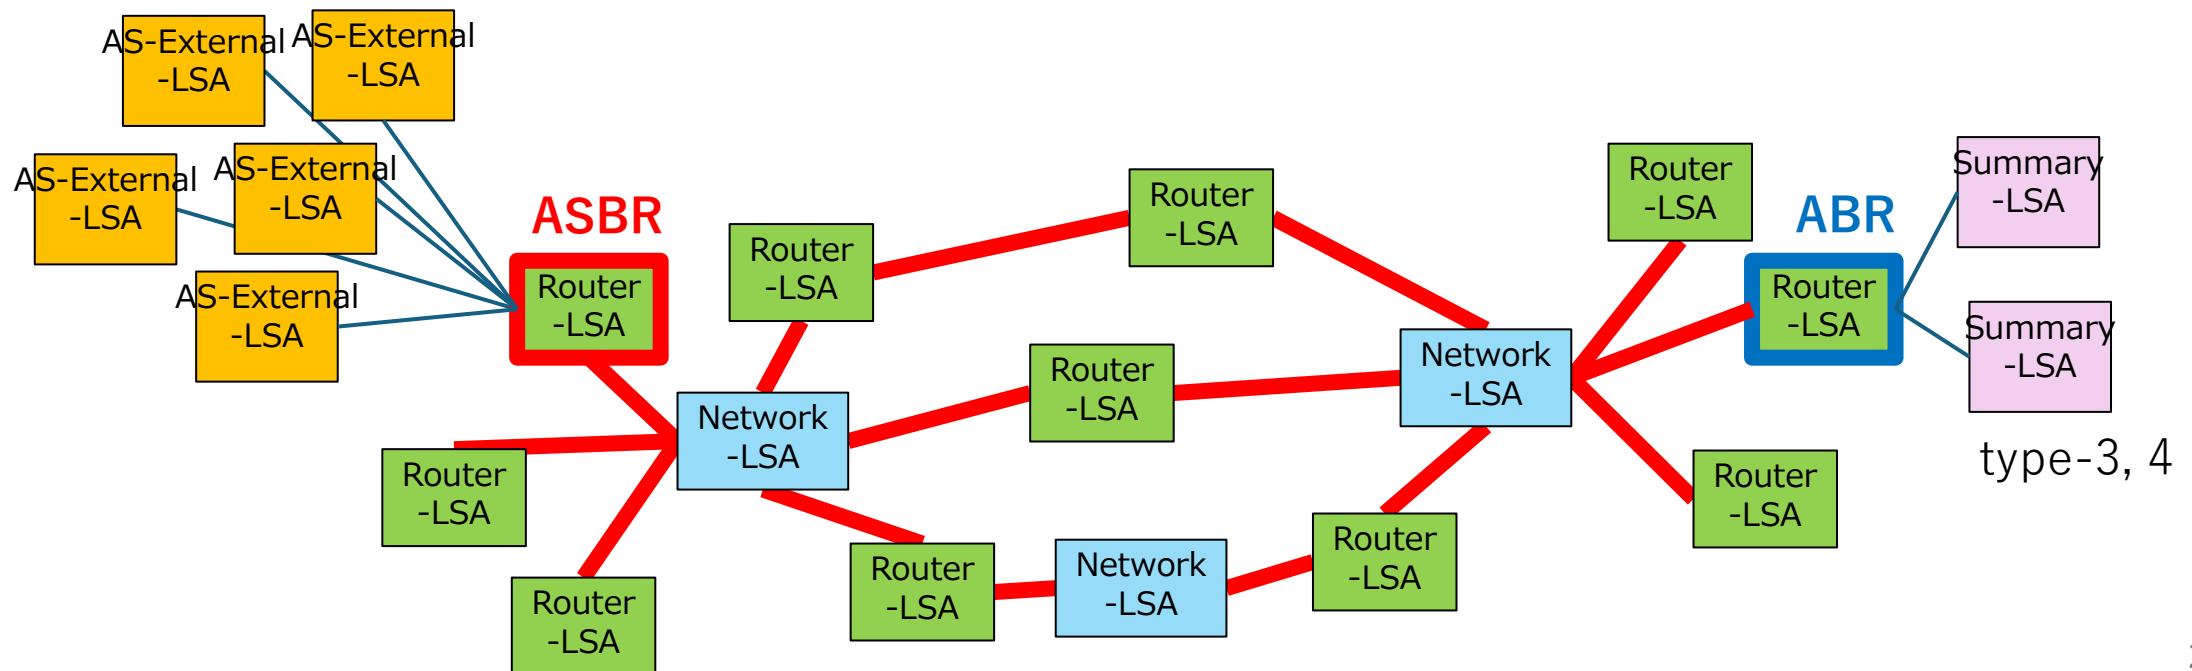 AS-External
-LSA
AS-External
-LSA
AS-External
-LSA
AS-External
-LSA
AS-External
-LSA
ASBR
Router
-LSA
Router
-LSA
Router
-LSA
Router
-LSA
ABR
Router
-LSA
Summary
-LSA
Summary
-LSA
type-3, 4
Network
-LSA
Router
-LSA
Network
-LSA
Router
-LSA
Router
-LSA
Router
-LSA
Network
-LSA
Router
-LSA
Router
-LSA